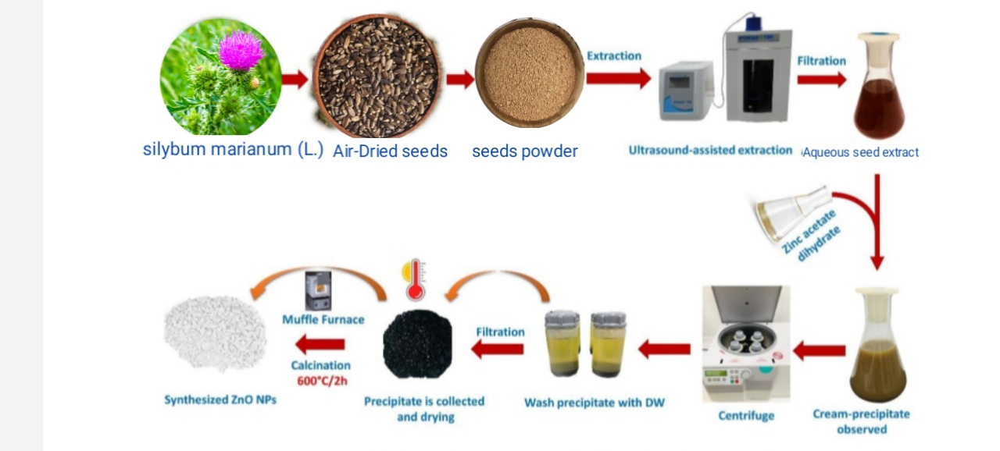 Extraction
Filtration
silybum marianum (L.)
Air-Dried seeds
seeds powder
Ultrasound-assisted extraction
Aqueous seed extract
Zinc acetate
dihydrate
Muffle Furnace
Calcination
600°C/2h
Filtration
Synthesized ZnO NPs
Precipitate is collected
and drying
Wash precipitate with DW
Centrifuge
Cream-precipitate
observed